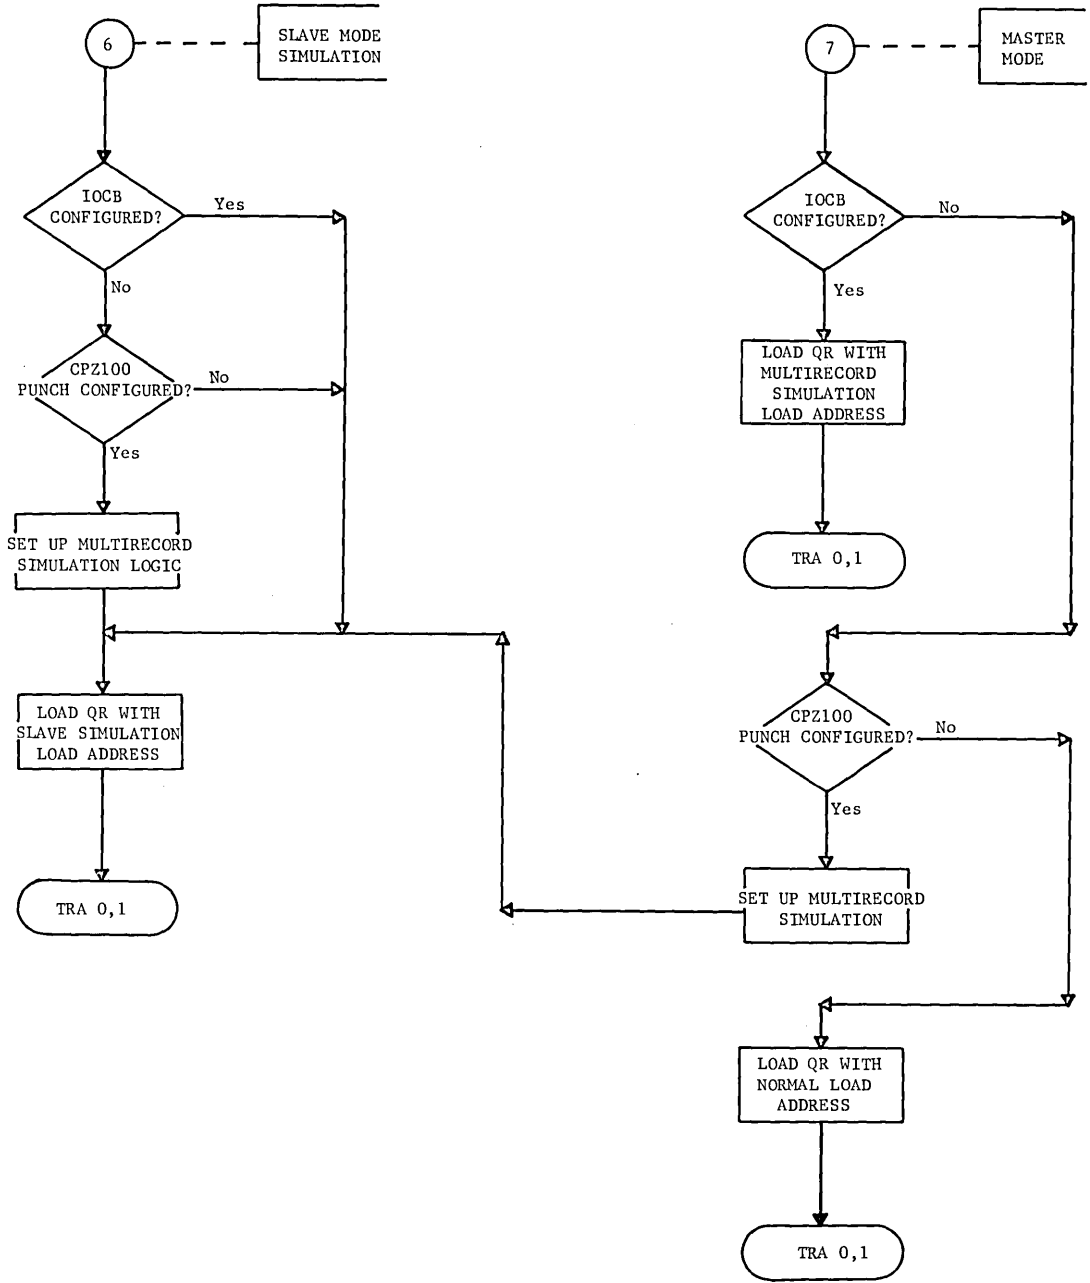 6
SLAVE MODE
SIMULATION
IOCB
CONFIGURED?
Yes
No
CPZ100
PUNCH CONFIGURED?
No
Yes
SET UP MULTIRECORD
SIMULATION LOGIC
LOAD QR WITH
SLAVE SIMULATION
LOAD ADDRESS
TRA 0,1
7
MASTER
MODE
IOCB
CONFIGURED?
No
Yes
LOAD QR WITH
MULTIRECORD
SIMULATION
LOAD ADDRESS
TRA 0,1
CPZ100
PUNCH CONFIGURED?
No
Yes
SET UP MULTIRECORD
SIMULATION
LOAD QR WITH
NORMAL LOAD
ADDRESS
TRA 0,1